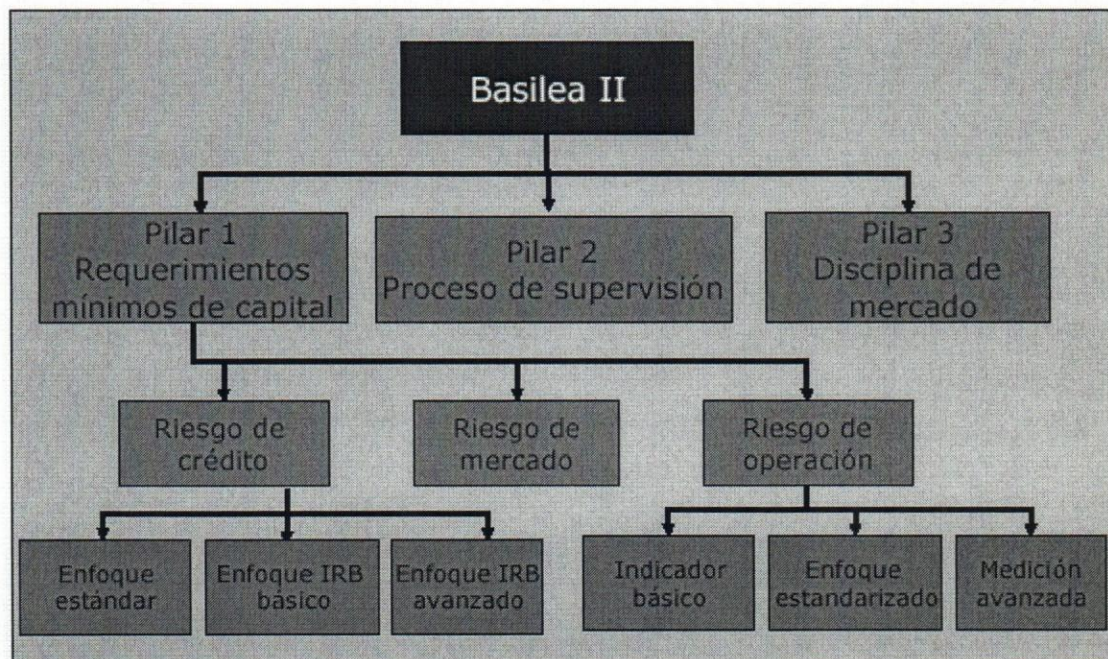 Basilea II
Pilar 1
Requerimientos
mínimos de capital
Pilar 2
Proceso de supervisión
Pilar 3
Disciplina de
mercado
Riesgo de
crédito
Riesgo de
mercado
Riesgo de
operación
Enfoque
estándar
Enfoque IRB
básico
Enfoque IRB
avanzado
Indicador
básico
Enfoque
estandarizado
Medición
avanzada